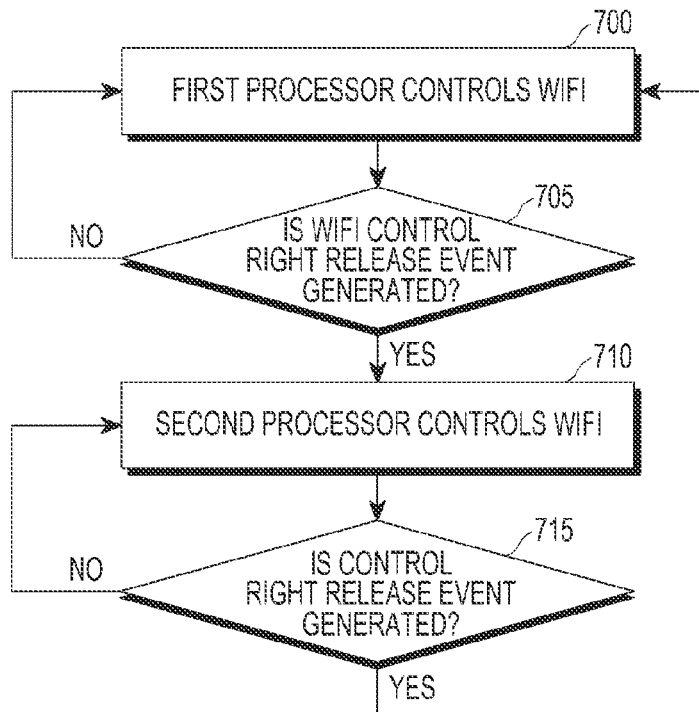 700
FIRST PROCESSOR CONTROLS WIFI
705
IS WIFI CONTROL
RIGHT RELEASE EVENT
GENERATED?
NO
YES
710
SECOND PROCESSOR CONTROLS WIFI
715
IS CONTROL
RIGHT RELEASE EVENT
GENERATED?
NO
YES